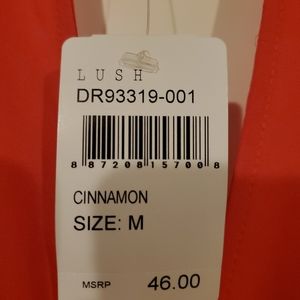 LUSH
DR93319-001
8 87208 15700 8
CINNAMON
SIZE: M
MSRP 46.00